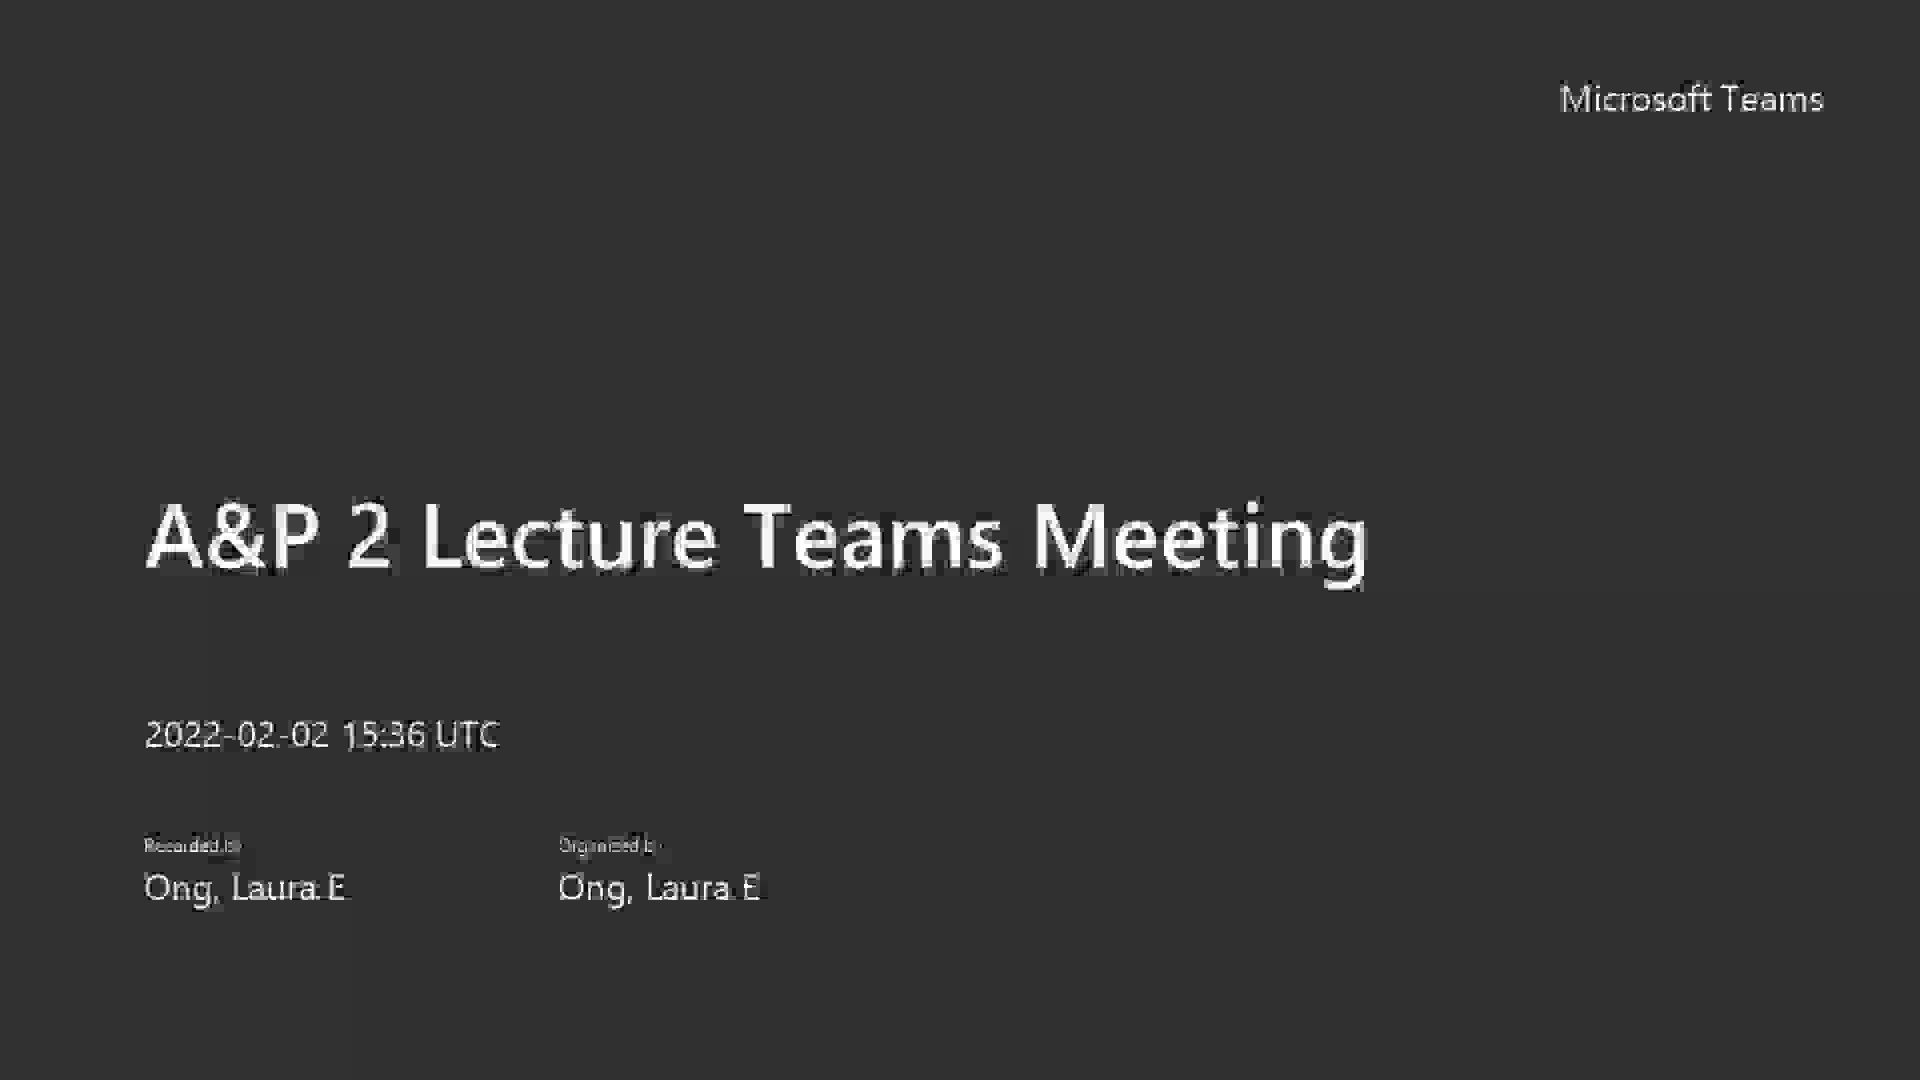 Microsoft Teams
A&P 2 Lecture Teams Meeting
2022-02-02 15:36 UTC
Recorded by
Organized by
Ong, Laura E
Ong, Laura E